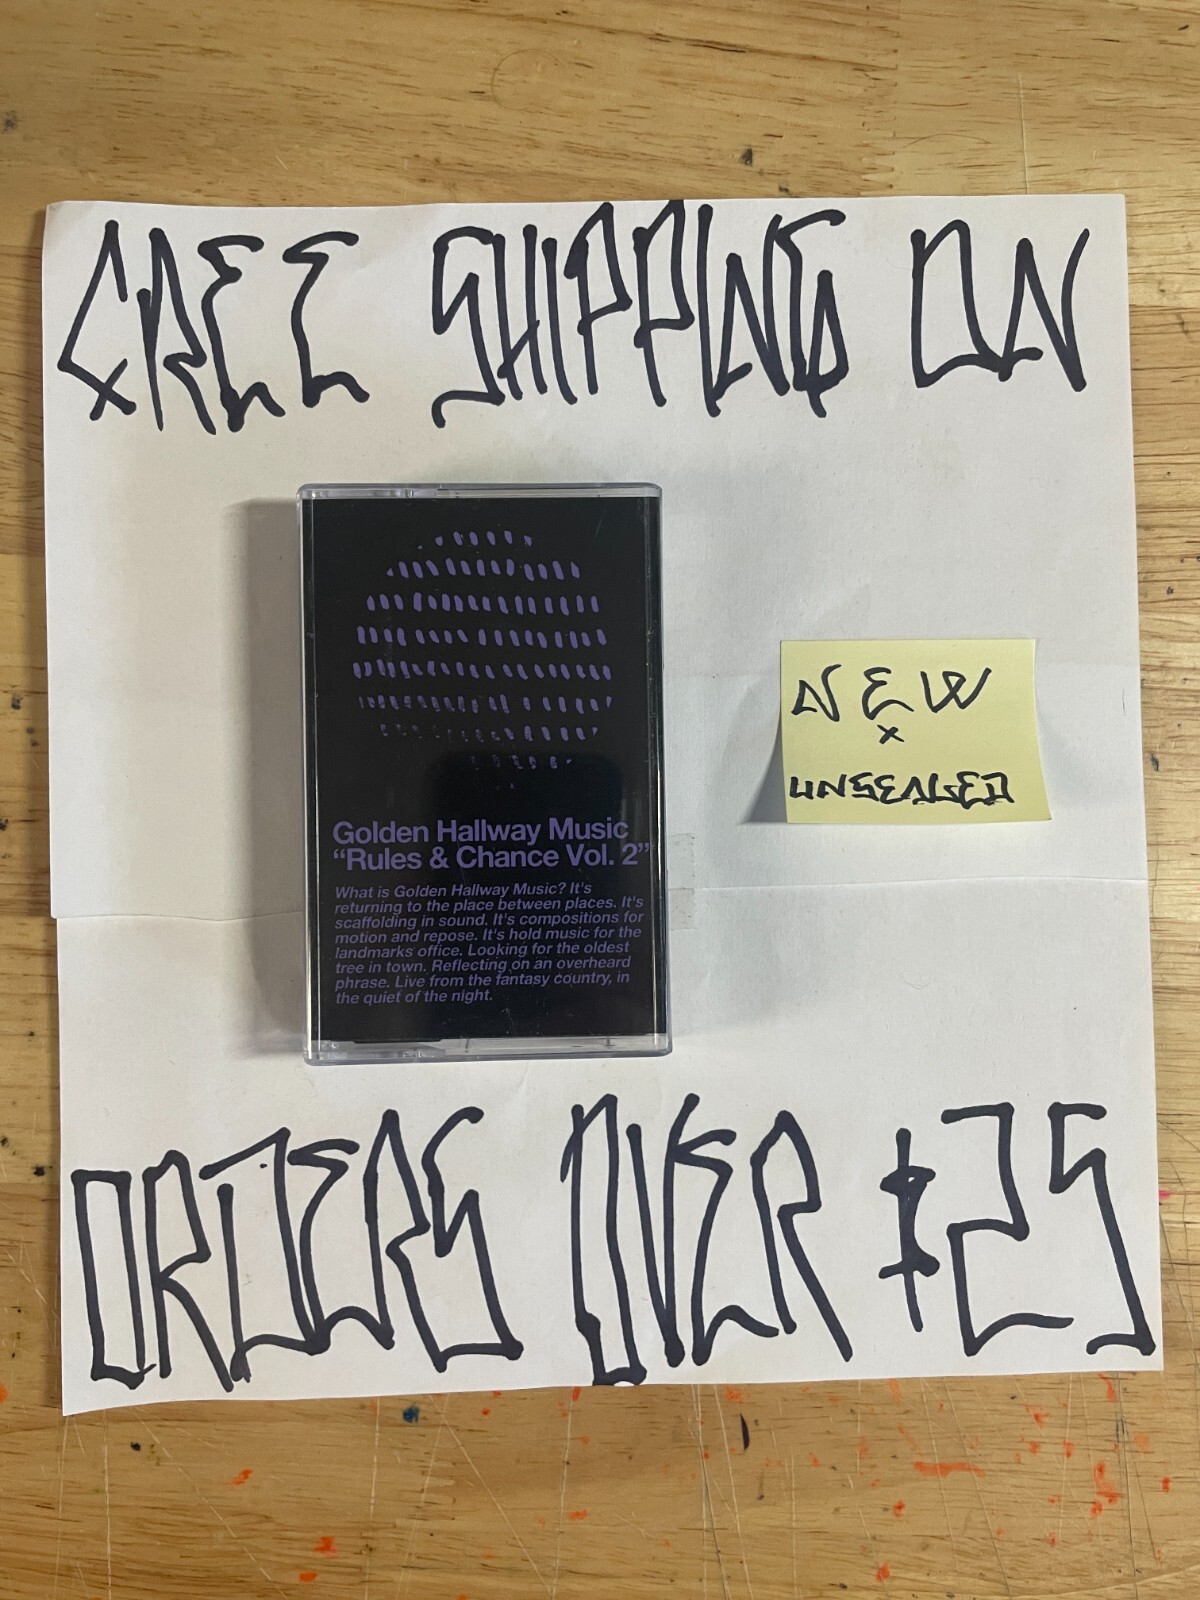 FREE SHIPPING ON
Golden Hallway Music
“Rules & Chance Vol. 2”
What is Golden Hallway Music? It's
returning to the place between places. It's
scaffolding in sound. It's compositions for
motion and repose. It's hold music for the
landmarks office. Looking for the oldest
tree in town. Reflecting on an overheard
phrase. Live from the fantasy country, in
the quiet of the night.
NEW
x
UNSEALED
ORDERS OVER $25